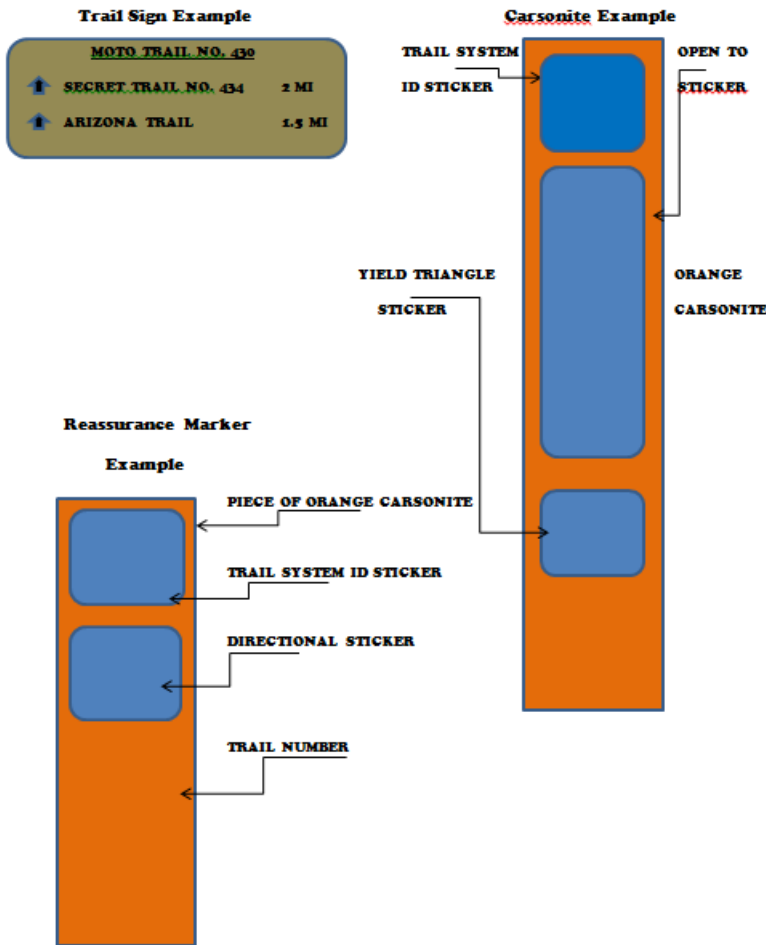 Trail Sign Example
MOTO TRAIL NO. 430
SECRET TRAIL NO. 434 2 MI
ARIZONA TRAIL 1.5 MI
Carsonite Example
TRAIL SYSTEM
ID STICKER
OPEN TO
STICKER
YIELD TRIANGLE
STICKER
ORANGE
CARSONITE
Reassurance Marker
Example
PIECE OF ORANGE CARSONITE
TRAIL SYSTEM ID STICKER
DIRECTIONAL STICKER
TRAIL NUMBER